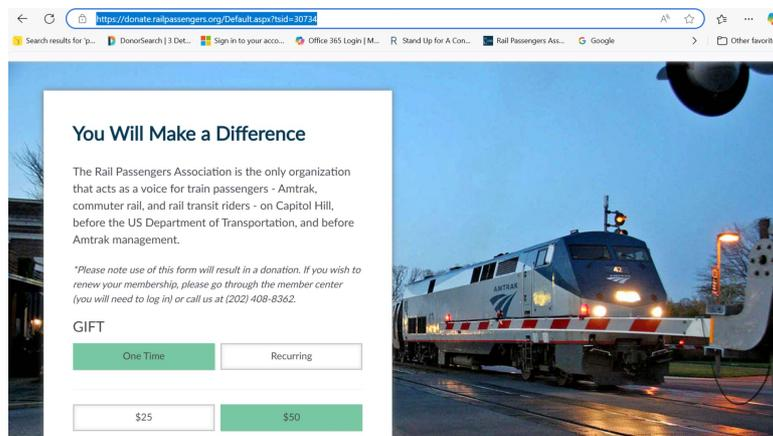 https://donate.railpassengers.org/Default.aspx?tsid=30734
Search results for 'p...
DonorSearch | 3 Det...
Sign in to your acco...
Office 365 Login | M...
R Stand Up for A Con...
Rail Passengers Ass...
G Google
Other favorit
You Will Make a Difference
The Rail Passengers Association is the only organization
that acts as a voice for train passengers - Amtrak,
commuter rail, and rail transit riders - on Capitol Hill,
before the US Department of Transportation, and before
Amtrak management.
*Please note use of this form will result in a donation. If you wish to
renew your membership, please go through the member center
(you will need to log in) or call us at (202) 408-8362.
GIFT
One Time
Recurring
$25
$50
AMTRAK